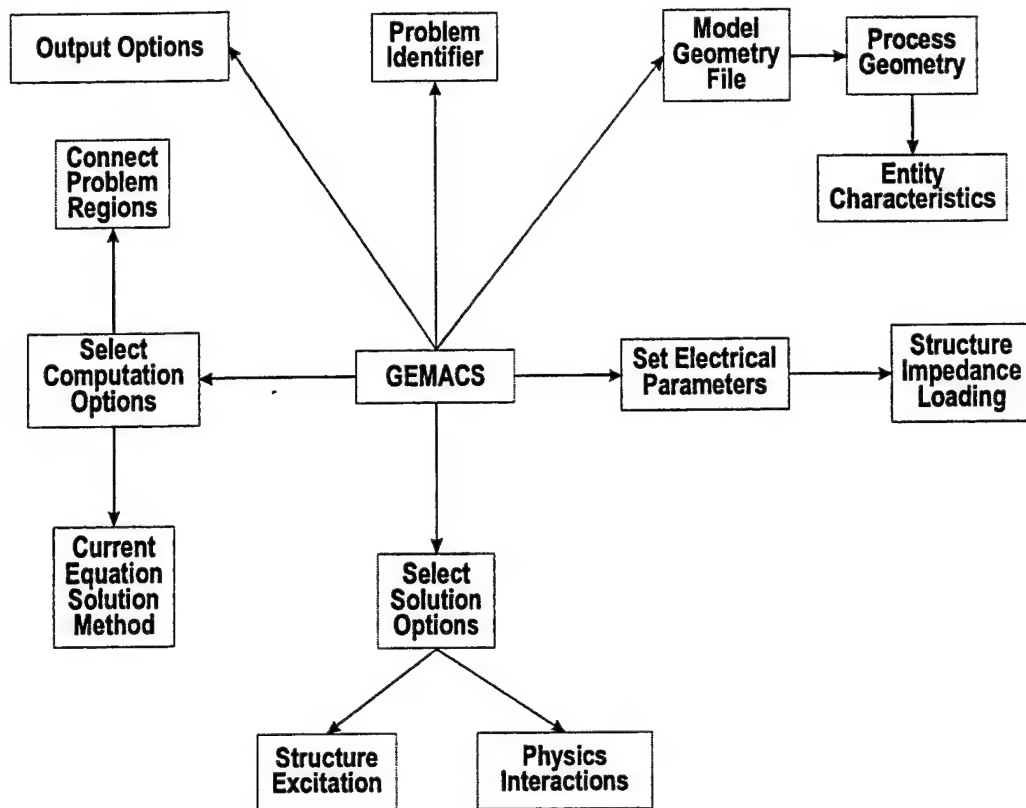 Output Options
Problem
Identifier
Model
Geometry
File
Process
Geometry
Entity
Characteristics
Connect
Problem
Regions
Select
Computation
Options
GEMACS
Set Electrical
Parameters
Structure
Impedance
Loading
Current
Equation
Solution
Method
Select
Solution
Options
Structure
Excitation
Physics
Interactions